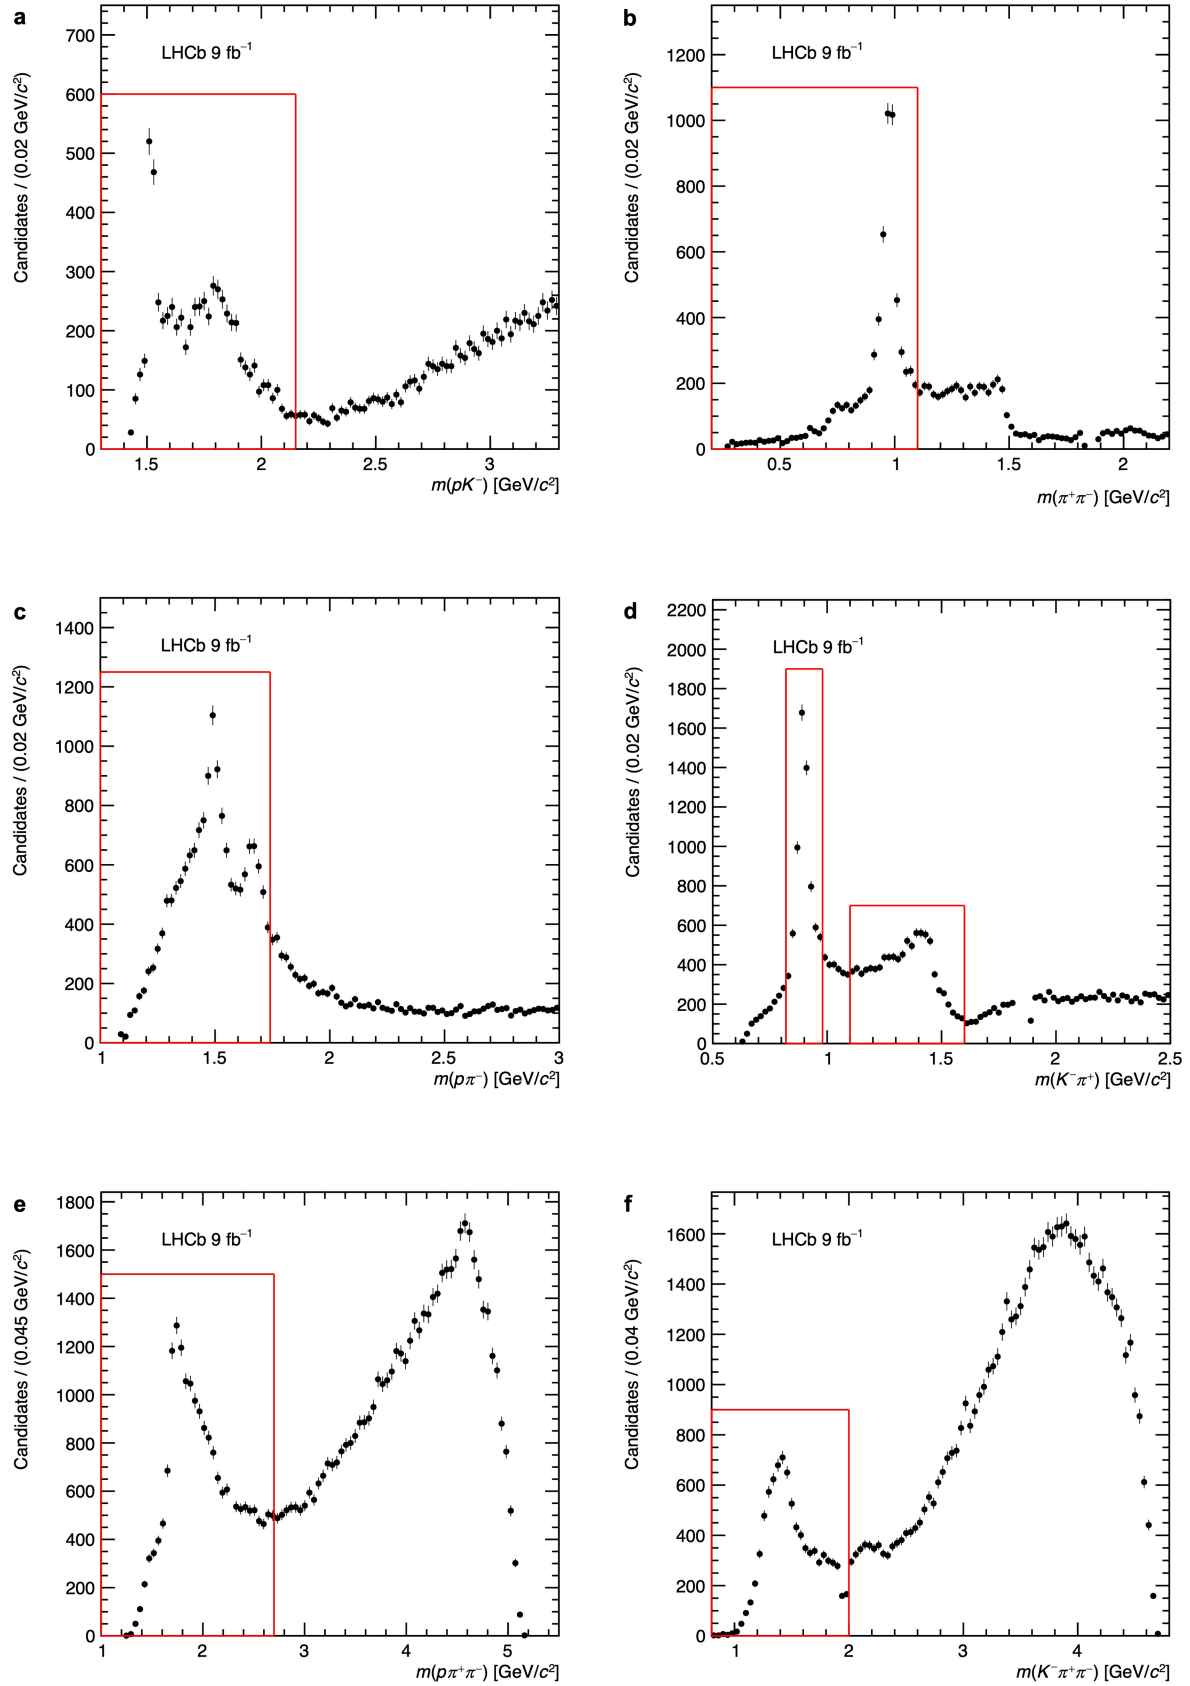 a
LHCb 9 fb⁻¹
Candidates / (0.02 GeV/c²)
700
600
500
400
300
200
100
0
1.5 2 2.5 3
m(pK⁻) [GeV/c²]
b
LHCb 9 fb⁻¹
Candidates / (0.02 GeV/c²)
1200
1000
800
600
400
200
0
0.5 1 1.5 2
m(π⁺π⁻) [GeV/c²]
c
LHCb 9 fb⁻¹
Candidates / (0.02 GeV/c²)
1400
1200
1000
800
600
400
200
0
1 1.5 2 2.5 3
m(pπ⁻) [GeV/c²]
d
LHCb 9 fb⁻¹
Candidates / (0.02 GeV/c²)
2200
2000
1800
1600
1400
1200
1000
800
600
400
200
0
0.5 1 1.5 2 2.5
m(K⁻π⁺) [GeV/c²]
e
LHCb 9 fb⁻¹
Candidates / (0.045 GeV/c²)
1800
1600
1400
1200
1000
800
600
400
200
0
1 2 3 4 5
m(pπ⁺π⁻) [GeV/c²]
f
LHCb 9 fb⁻¹
Candidates / (0.04 GeV/c²)
1600
1400
1200
1000
800
600
400
200
0
1 2 3 4
m(K⁻π⁺π⁻) [GeV/c²]